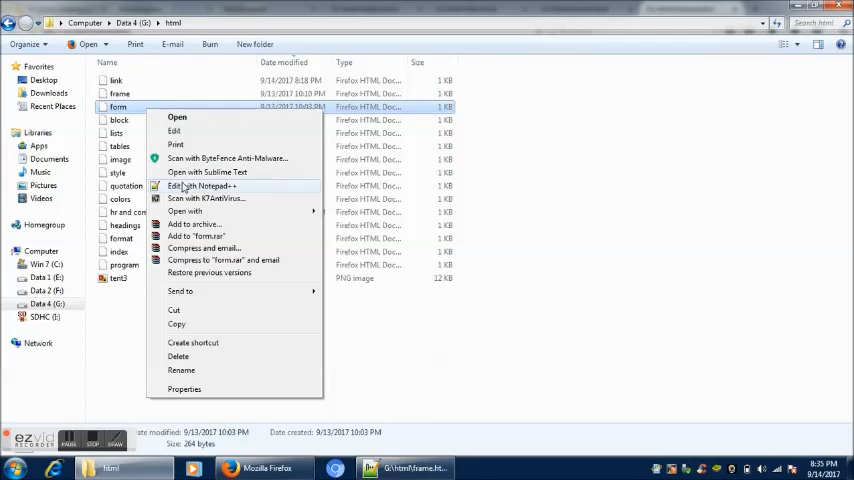 Computer ▸ Data 4 (G:) ▸ html
Search html
Organize Open Print E-mail Burn New folder
Favorites
Desktop
Downloads
Recent Places
Libraries
Apps
Documents
Music
Pictures
Videos
Homegroup
Computer
Win 7 (C:)
Data 1 (E:)
Data 2 (F:)
Data 4 (G:)
SDHC (I:)
Network
Name Date modified Type Size
link 9/14/2017 8:18 PM Firefox HTML Doc... 1 KB
frame 9/13/2017 10:10 PM Firefox HTML Doc... 1 KB
form 9/13/2017 10:03 PM Firefox HTML Doc... 1 KB
block Firefox HTML Doc... 1 KB
lists Firefox HTML Doc... 1 KB
tables Firefox HTML Doc... 1 KB
image Firefox HTML Doc... 1 KB
style Firefox HTML Doc... 1 KB
quotation Firefox HTML Doc... 1 KB
colors Firefox HTML Doc... 1 KB
hr and com Firefox HTML Doc... 1 KB
headings Firefox HTML Doc... 1 KB
format Firefox HTML Doc... 1 KB
index Firefox HTML Doc... 1 KB
program Firefox HTML Doc... 1 KB
tent3 PNG image 12 KB
Open
Edit
Print
Scan with ByteFence Anti-Malware...
Open with Sublime Text
Edit with Notepad++
Scan with K7AntiVirus...
Open with
Add to archive...
Add to "form.rar"
Compress and email...
Compress to "form.rar" and email
Restore previous versions
Send to
Cut
Copy
Create shortcut
Delete
Rename
Properties
ate modified: 9/13/2017 10:03 PM Date created: 9/13/2017 10:03 PM
Size: 264 bytes
ezvid
RECORDER
PAUSE STOP DRAW
html
Mozilla Firefox
G:\html\frame.ht...
8:35 PM
9/14/2017